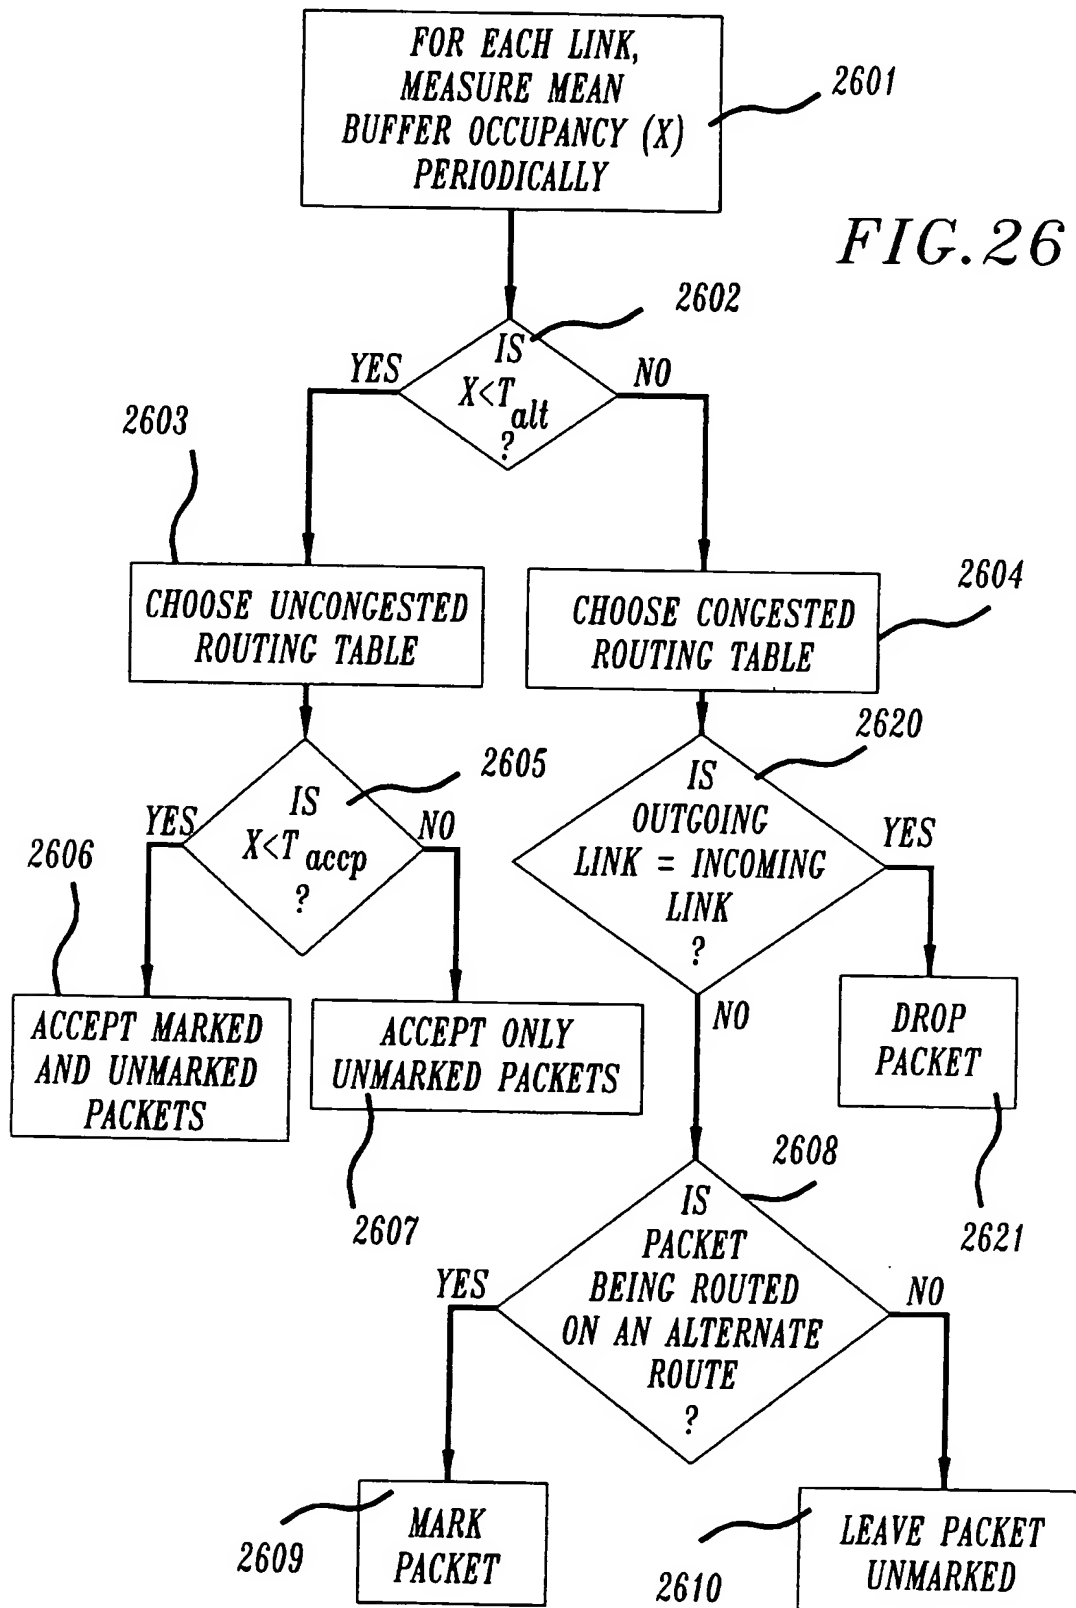 FOR EACH LINK,
MEASURE MEAN
BUFFER OCCUPANCY (X)
PERIODICALLY
2601
FIG.26
2602
IS
X<T alt
?
YES
NO
2603
CHOOSE UNCONGESTED
ROUTING TABLE
CHOOSE CONGESTED
ROUTING TABLE
2604
2605
IS
X<T accp
?
YES
NO
2606
2620
IS
OUTGOING
LINK = INCOMING
LINK
?
YES
NO
ACCEPT MARKED
AND UNMARKED
PACKETS
ACCEPT ONLY
UNMARKED PACKETS
2607
DROP
PACKET
2621
2608
IS
PACKET
BEING ROUTED
ON AN ALTERNATE
ROUTE
?
YES
NO
MARK
PACKET
2609
LEAVE PACKET
UNMARKED
2610